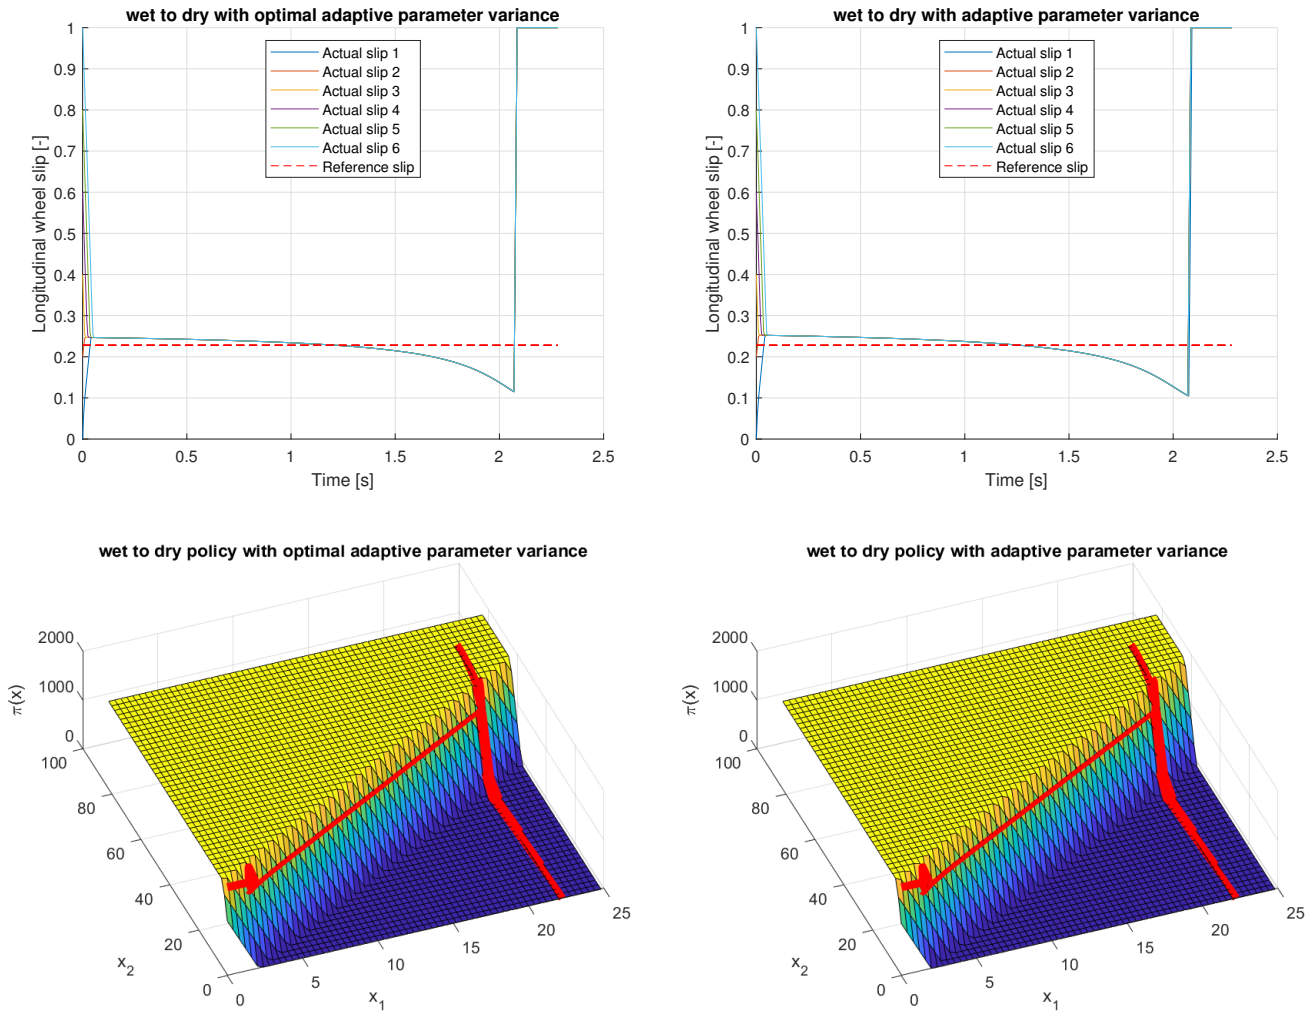 wet to dry with optimal adaptive parameter variance
1
0.9
0.8
0.7
0.6
0.5
0.4
0.3
0.2
0.1
0
Longitudinal wheel slip [-]
Actual slip 1
Actual slip 2
Actual slip 3
Actual slip 4
Actual slip 5
Actual slip 6
Reference slip
0 0.5 1 1.5 2 2.5
Time [s]
wet to dry with adaptive parameter variance
1
0.9
0.8
0.7
0.6
0.5
0.4
0.3
0.2
0.1
0
Longitudinal wheel slip [-]
Actual slip 1
Actual slip 2
Actual slip 3
Actual slip 4
Actual slip 5
Actual slip 6
Reference slip
0 0.5 1 1.5 2 2.5
Time [s]
wet to dry policy with optimal adaptive parameter variance
2000
1000
0
π(x)
100
80
60
40
20
0
x₂
0 5 10 15 20 25
x₁
wet to dry policy with adaptive parameter variance
2000
1000
0
π(x)
100
80
60
40
20
0
x₂
0 5 10 15 20 25
x₁